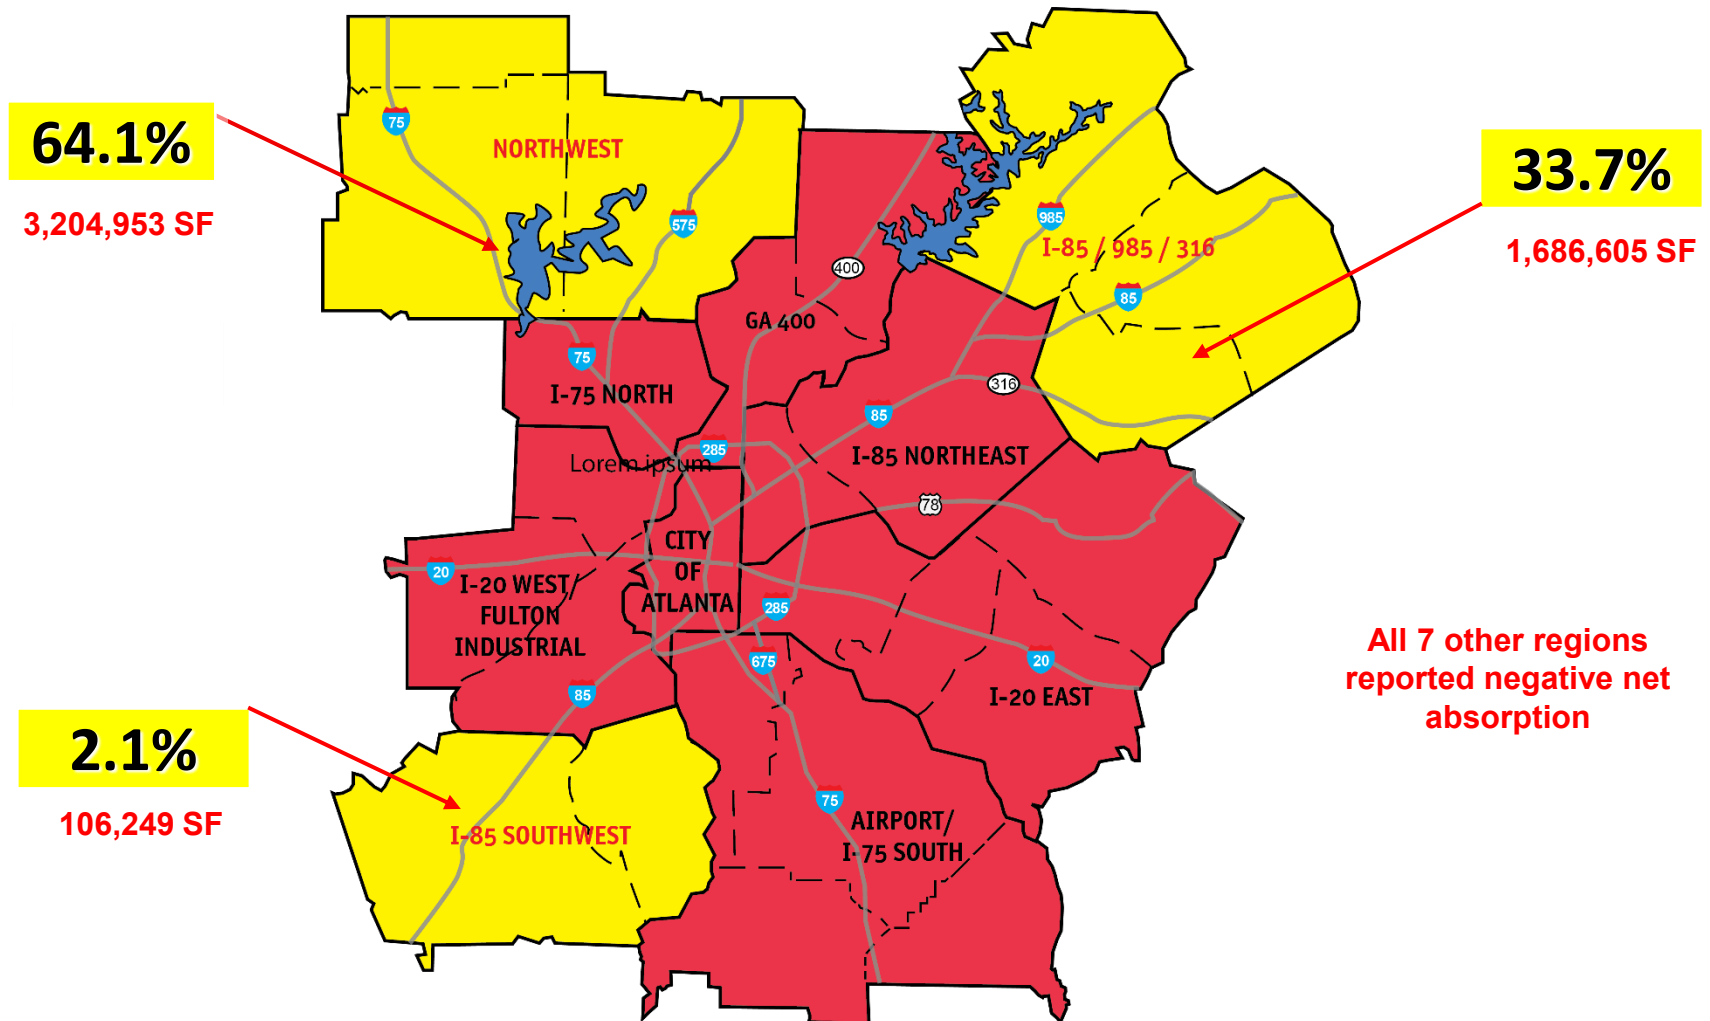 64.1%
3,204,953 SF
33.7%
1,686,605 SF
2.1%
106,249 SF
All 7 other regions
reported negative net
absorption
75
NORTHWEST
575
985
I-85 / 985 / 316
85
400
GA 400
75
I-75 NORTH
316
85
I-85 NORTHEAST
285
Lorem ipsum
78
CITY
OF
ATLANTA
20
I-20 WEST/
FULTON
INDUSTRIAL
285
675
20
I-20 EAST
85
I-85 SOUTHWEST
75
AIRPORT/
I-75 SOUTH